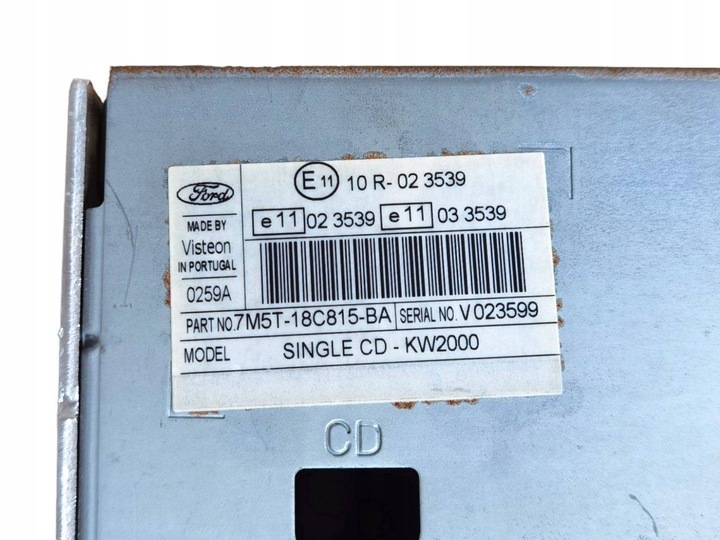 Ford
E 11 10 R- 02 3539
MADE BY
Visteon
IN PORTUGAL
e 11 02 3539 e 11 03 3539
0259A
PART NO. 7M5T-18C815-BA SERIAL NO. V 023599
MODEL SINGLE CD - KW2000
CD